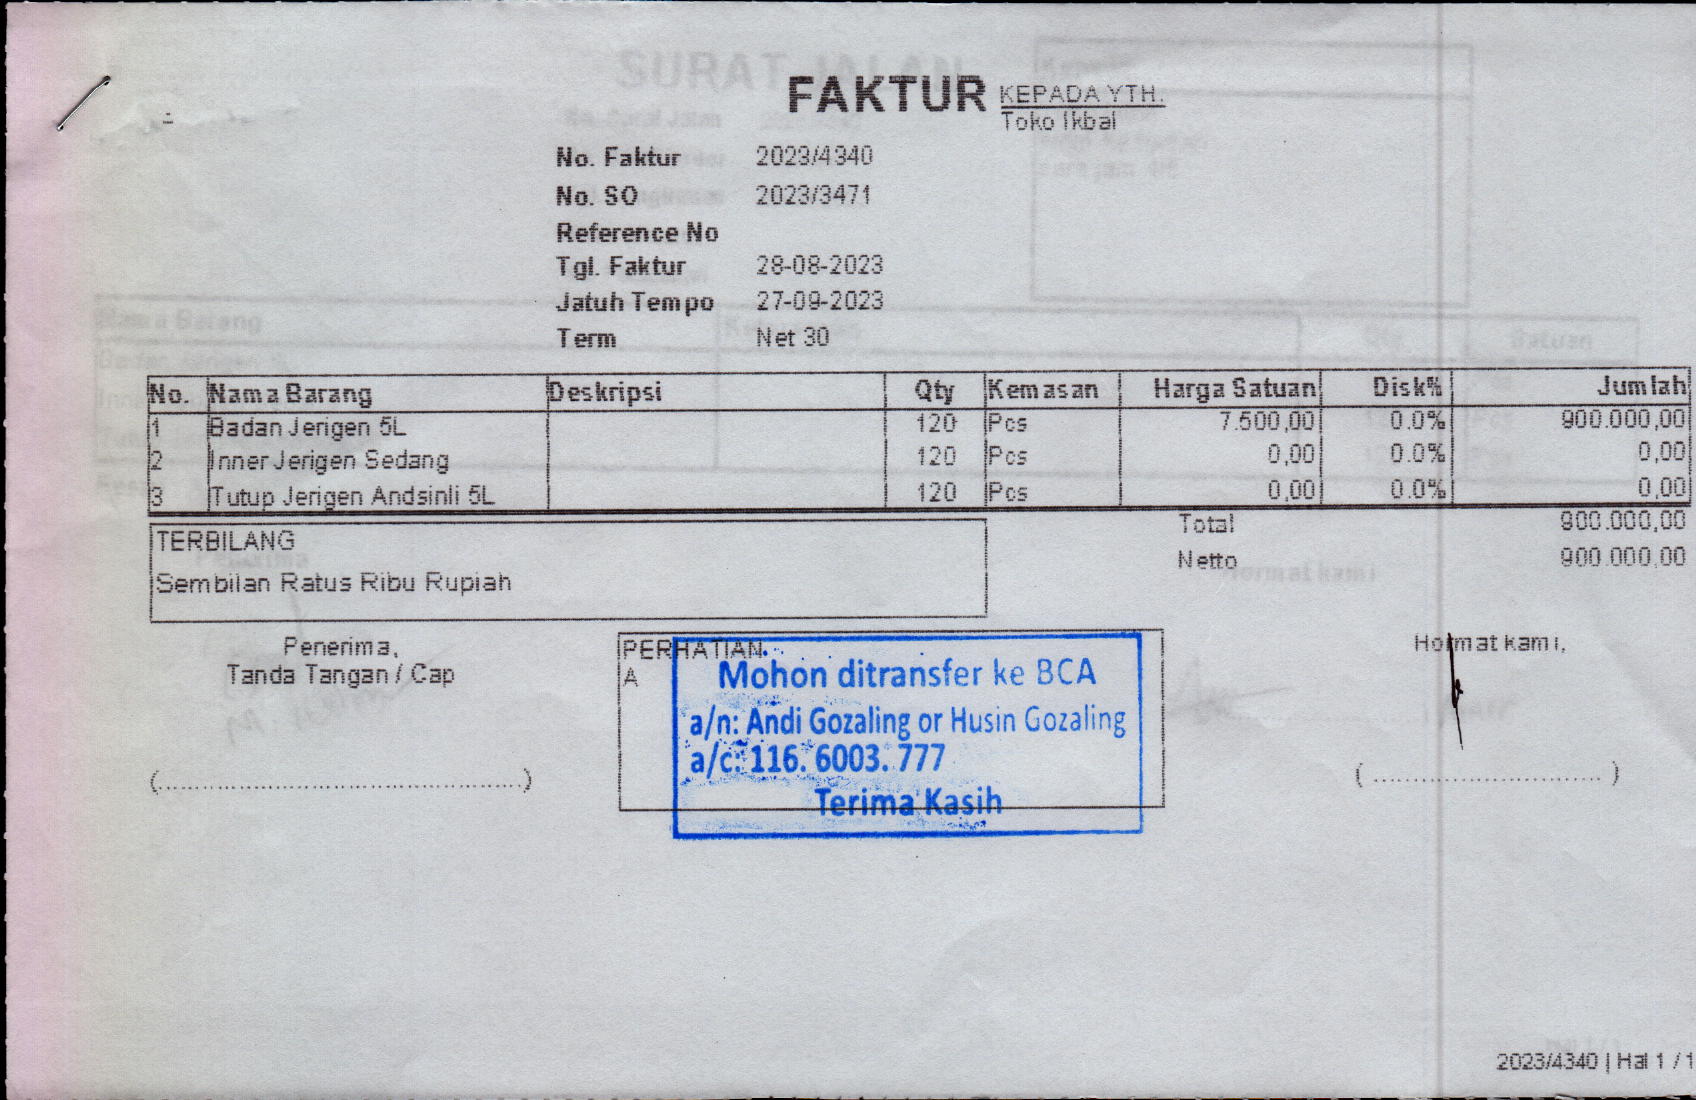 FAKTUR
KEPADA YTH.
Toko Ikbal
No. Faktur 2023/4340
No. SO 2023/3471
Reference No
Tgl. Faktur 28-08-2023
Jatuh Tempo 27-09-2023
Term Net 30
No. Nama Barang Deskripsi Qty Kemasan Harga Satuan Disk% Jumlah
1 Badan Jerigen 5L 120 Pcs 7.500,00 0.0% 900.000,00
2 Inner Jerigen Sedang 120 Pcs 0,00 0.0% 0,00
3 Tutup Jerigen Andsinli 5L 120 Pcs 0,00 0.0% 0,00
Total 900.000,00
Netto 900.000,00
TERBILANG
Sembilan Ratus Ribu Rupiah
Penerima,
Tanda Tangan / Cap
(..............................................)
PERHATIAN
A
Mohon ditransfer ke BCA
a/n: Andi Gozaling or Husin Gozaling
a/c: 116. 6003. 777
Terima Kasih
Hormat kami,
(.............................)
2023/4340 | Hal 1 / 1
SURAT JALAN